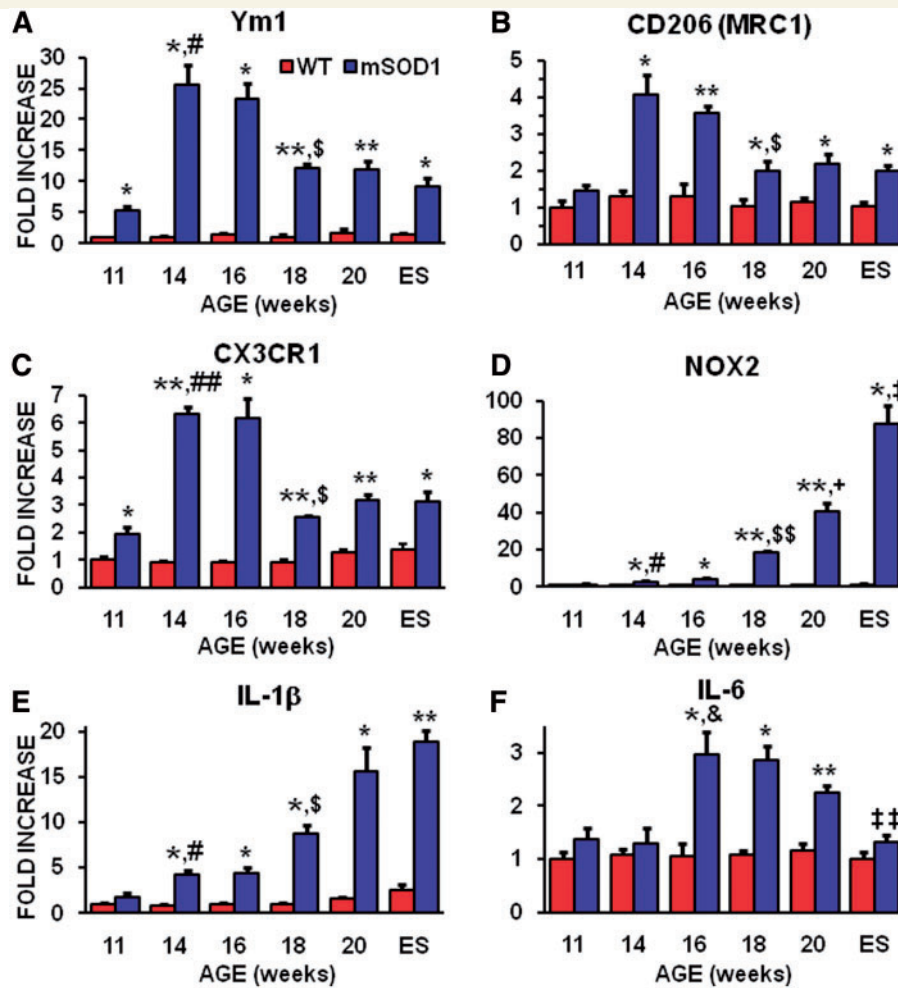 A
Ym1
WT mSOD1
FOLD INCREASE
30
25
20
15
10
5
0
*
*,#
*
**,$
**
*
11 14 16 18 20 ES
AGE (weeks)
B
CD206 (MRC1)
5
4
3
2
1
0
*
**
*,$
*
*
11 14 16 18 20 ES
AGE (weeks)
C
CX3CR1
FOLD INCREASE
7
6
5
4
3
2
1
0
*
**,##
*
**,$
**
*
11 14 16 18 20 ES
AGE (weeks)
D
NOX2
100
80
60
40
20
0
*,#
*
**,$$
**,+
*,‡
11 14 16 18 20 ES
AGE (weeks)
E
IL-1β
FOLD INCREASE
20
15
10
5
0
*,#
*
*,$
*
**
11 14 16 18 20 ES
AGE (weeks)
F
IL-6
3
2
1
0
*,&
*
**
‡‡
11 14 16 18 20 ES
AGE (weeks)